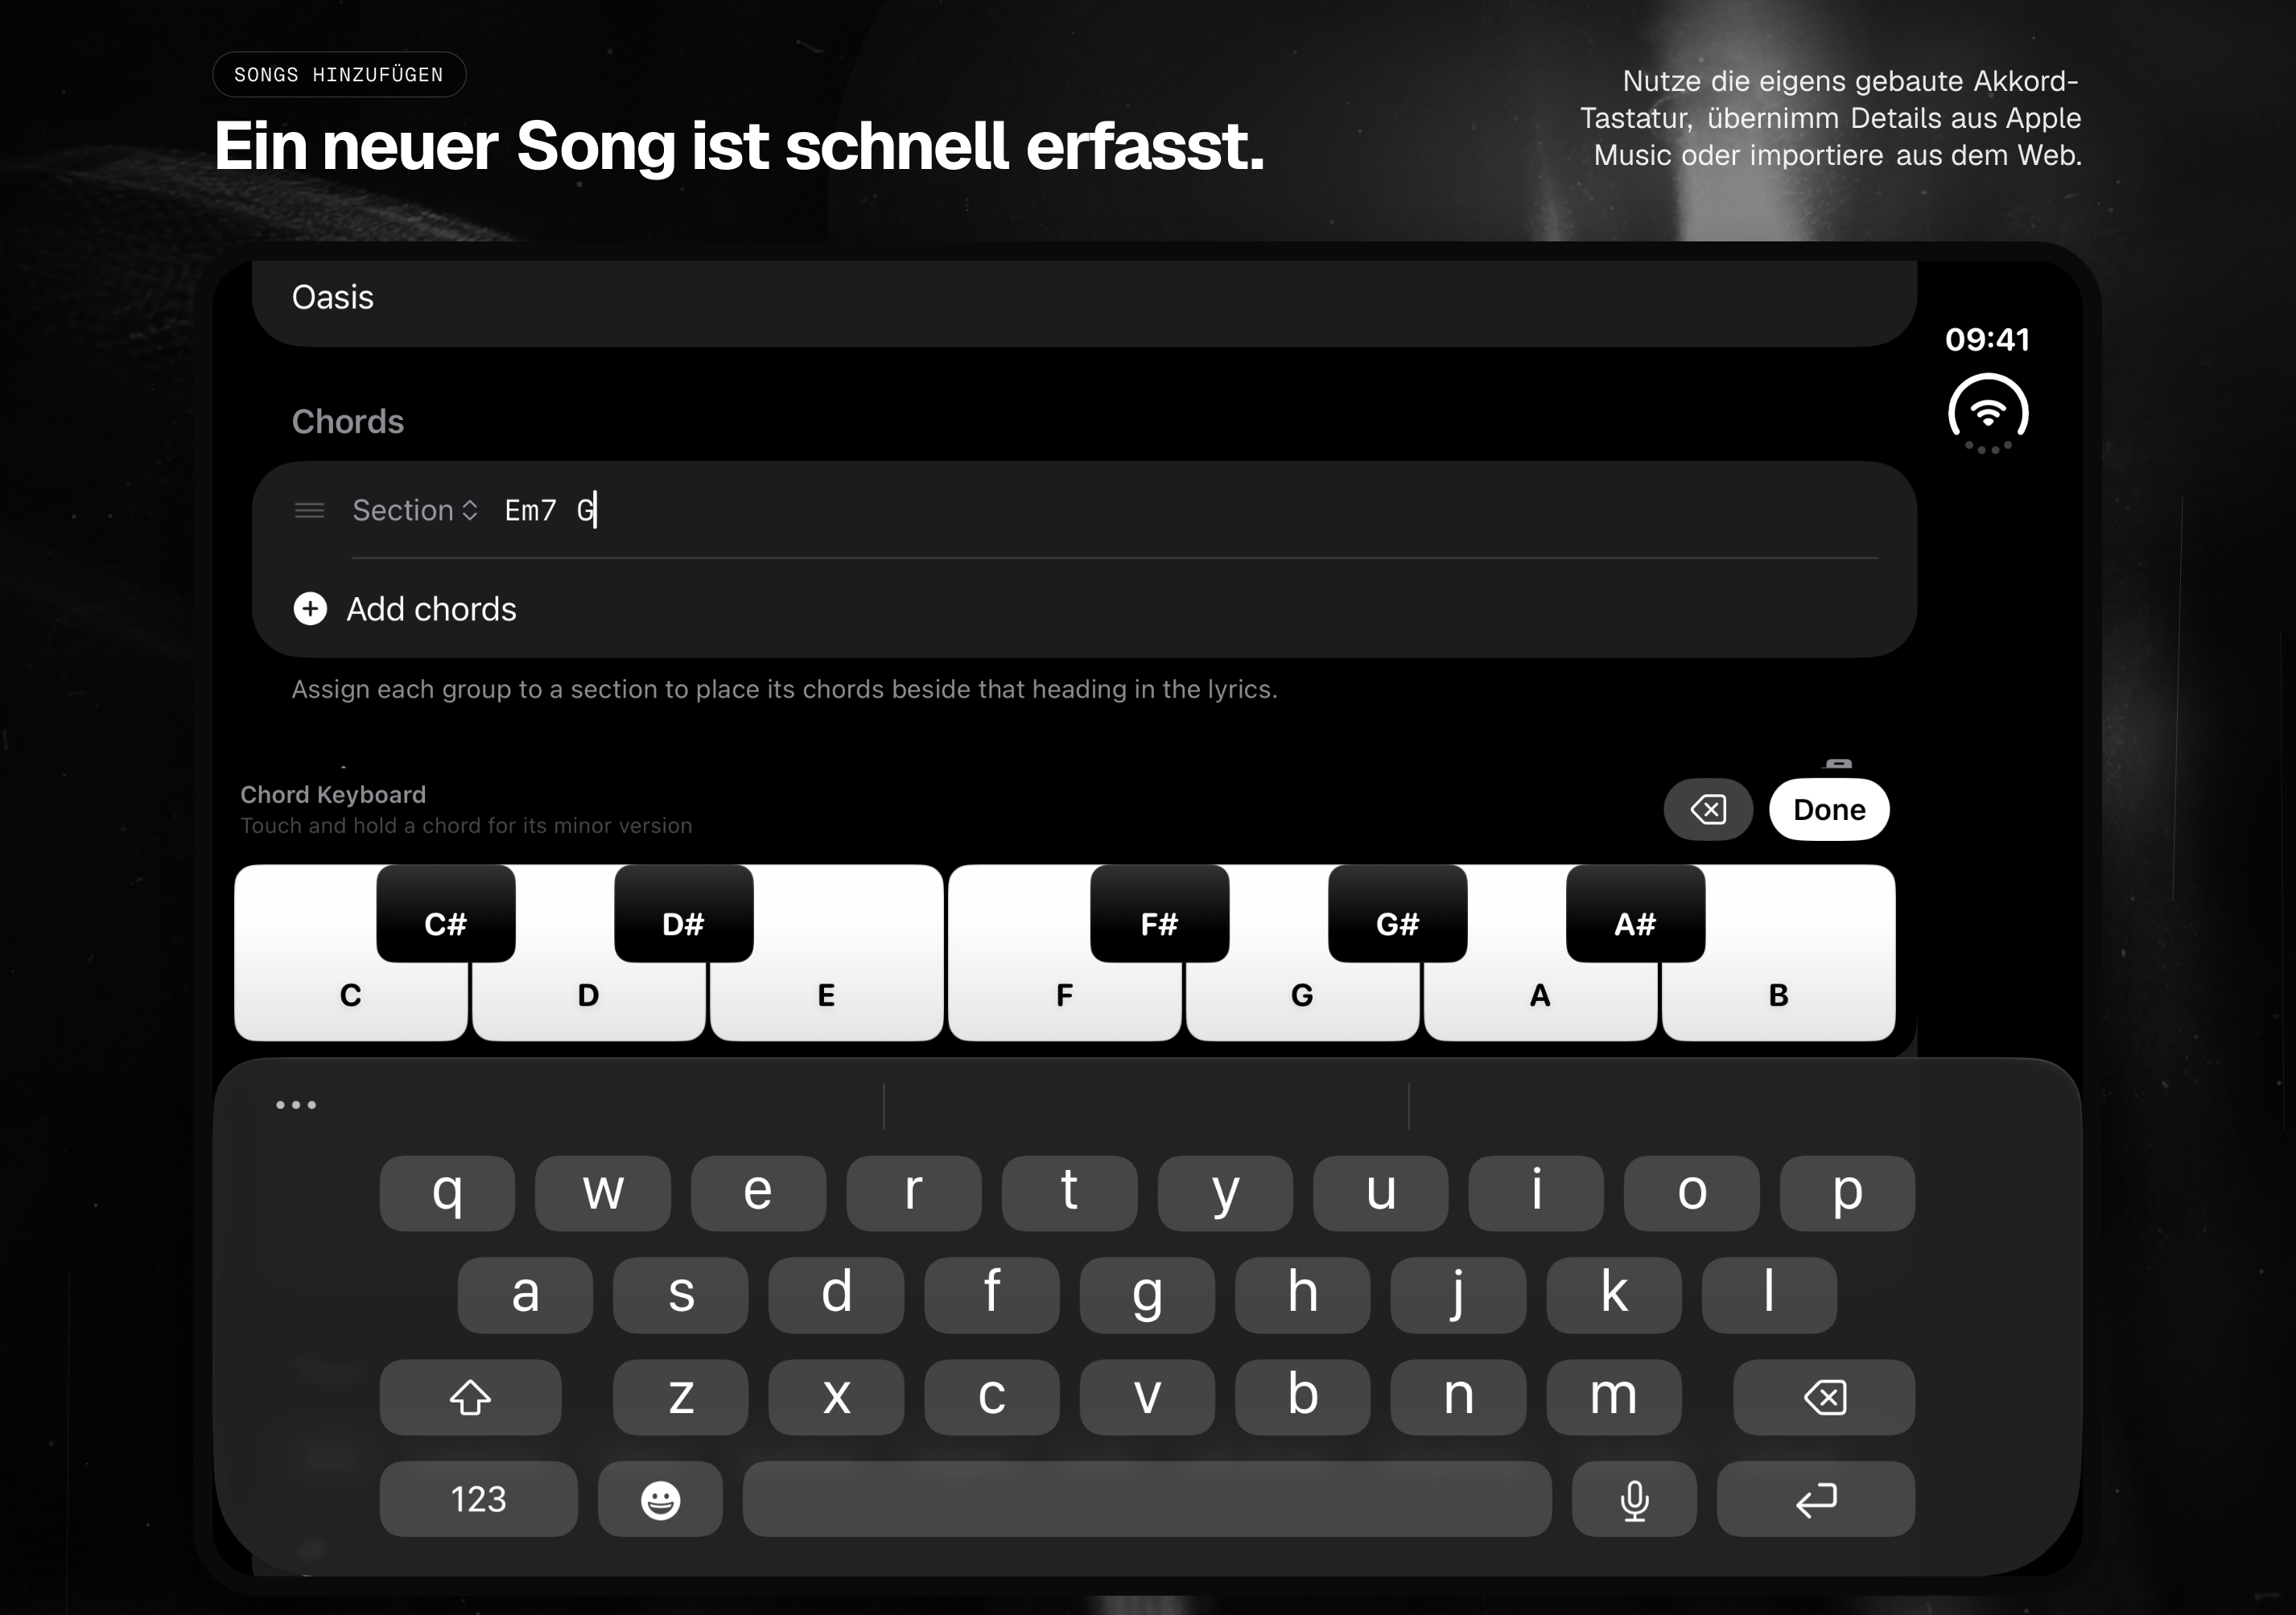 SONGS HINZUFÜGEN
Ein neuer Song ist schnell erfasst.
Nutze die eigens gebaute Akkord-
Tastatur, übernimm Details aus Apple
Music oder importiere aus dem Web.
Oasis
09:41
Chords
Section Em7 G
Add chords
Assign each group to a section to place its chords beside that heading in the lyrics.
Chord Keyboard
Touch and hold a chord for its minor version
Done
C# D# F# G# A#
C D E F G A B
q w e r t y u i o p
a s d f g h j k l
z x c v b n m
123